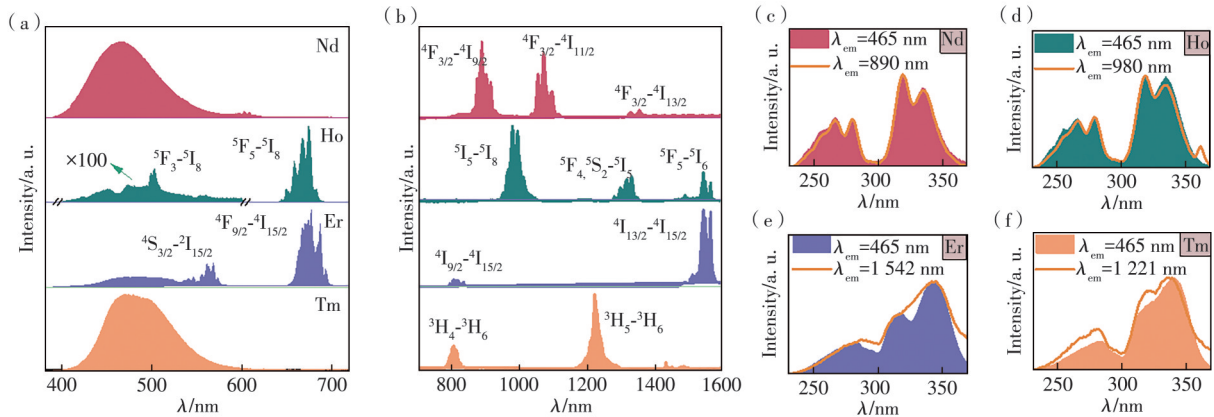 (a)
Nd
Ho
×100
⁵F₃-⁵I₈
⁵F₅-⁵I₈
Er
⁴S₃/₂-²I₁₅/₂
⁴F₉/₂-⁴I₁₅/₂
Tm
Intensity/a. u.
Intensity/a. u.
400 500 600 700
λ/nm
(b)
⁴F₃/₂-⁴I₉/₂
⁴F₃/₂-⁴I₁₁/₂
⁴F₃/₂-⁴I₁₃/₂
⁵I₅-⁵I₈
⁵F₄,⁵S₂-⁵I₅
⁵F₅-⁵I₆
⁴I₉/₂-⁴I₁₅/₂
⁴I₁₃/₂-⁴I₁₅/₂
³H₄-³H₆
³H₅-³H₆
Intensity/a. u.
Intensity/a. u.
800 1000 1200 1400 1600
λ/nm
(c)
λem=465 nm
Nd
λem=890 nm
Intensity/a. u.
250 300 350
λ/nm
(d)
λem=465 nm
Ho
λem=980 nm
Intensity/a. u.
250 300 350
λ/nm
(e)
λem=465 nm
Er
λem=1 542 nm
Intensity/a. u.
250 300 350
λ/nm
(f)
λem=465 nm
Tm
λem=1 221 nm
Intensity/a. u.
250 300 350
λ/nm